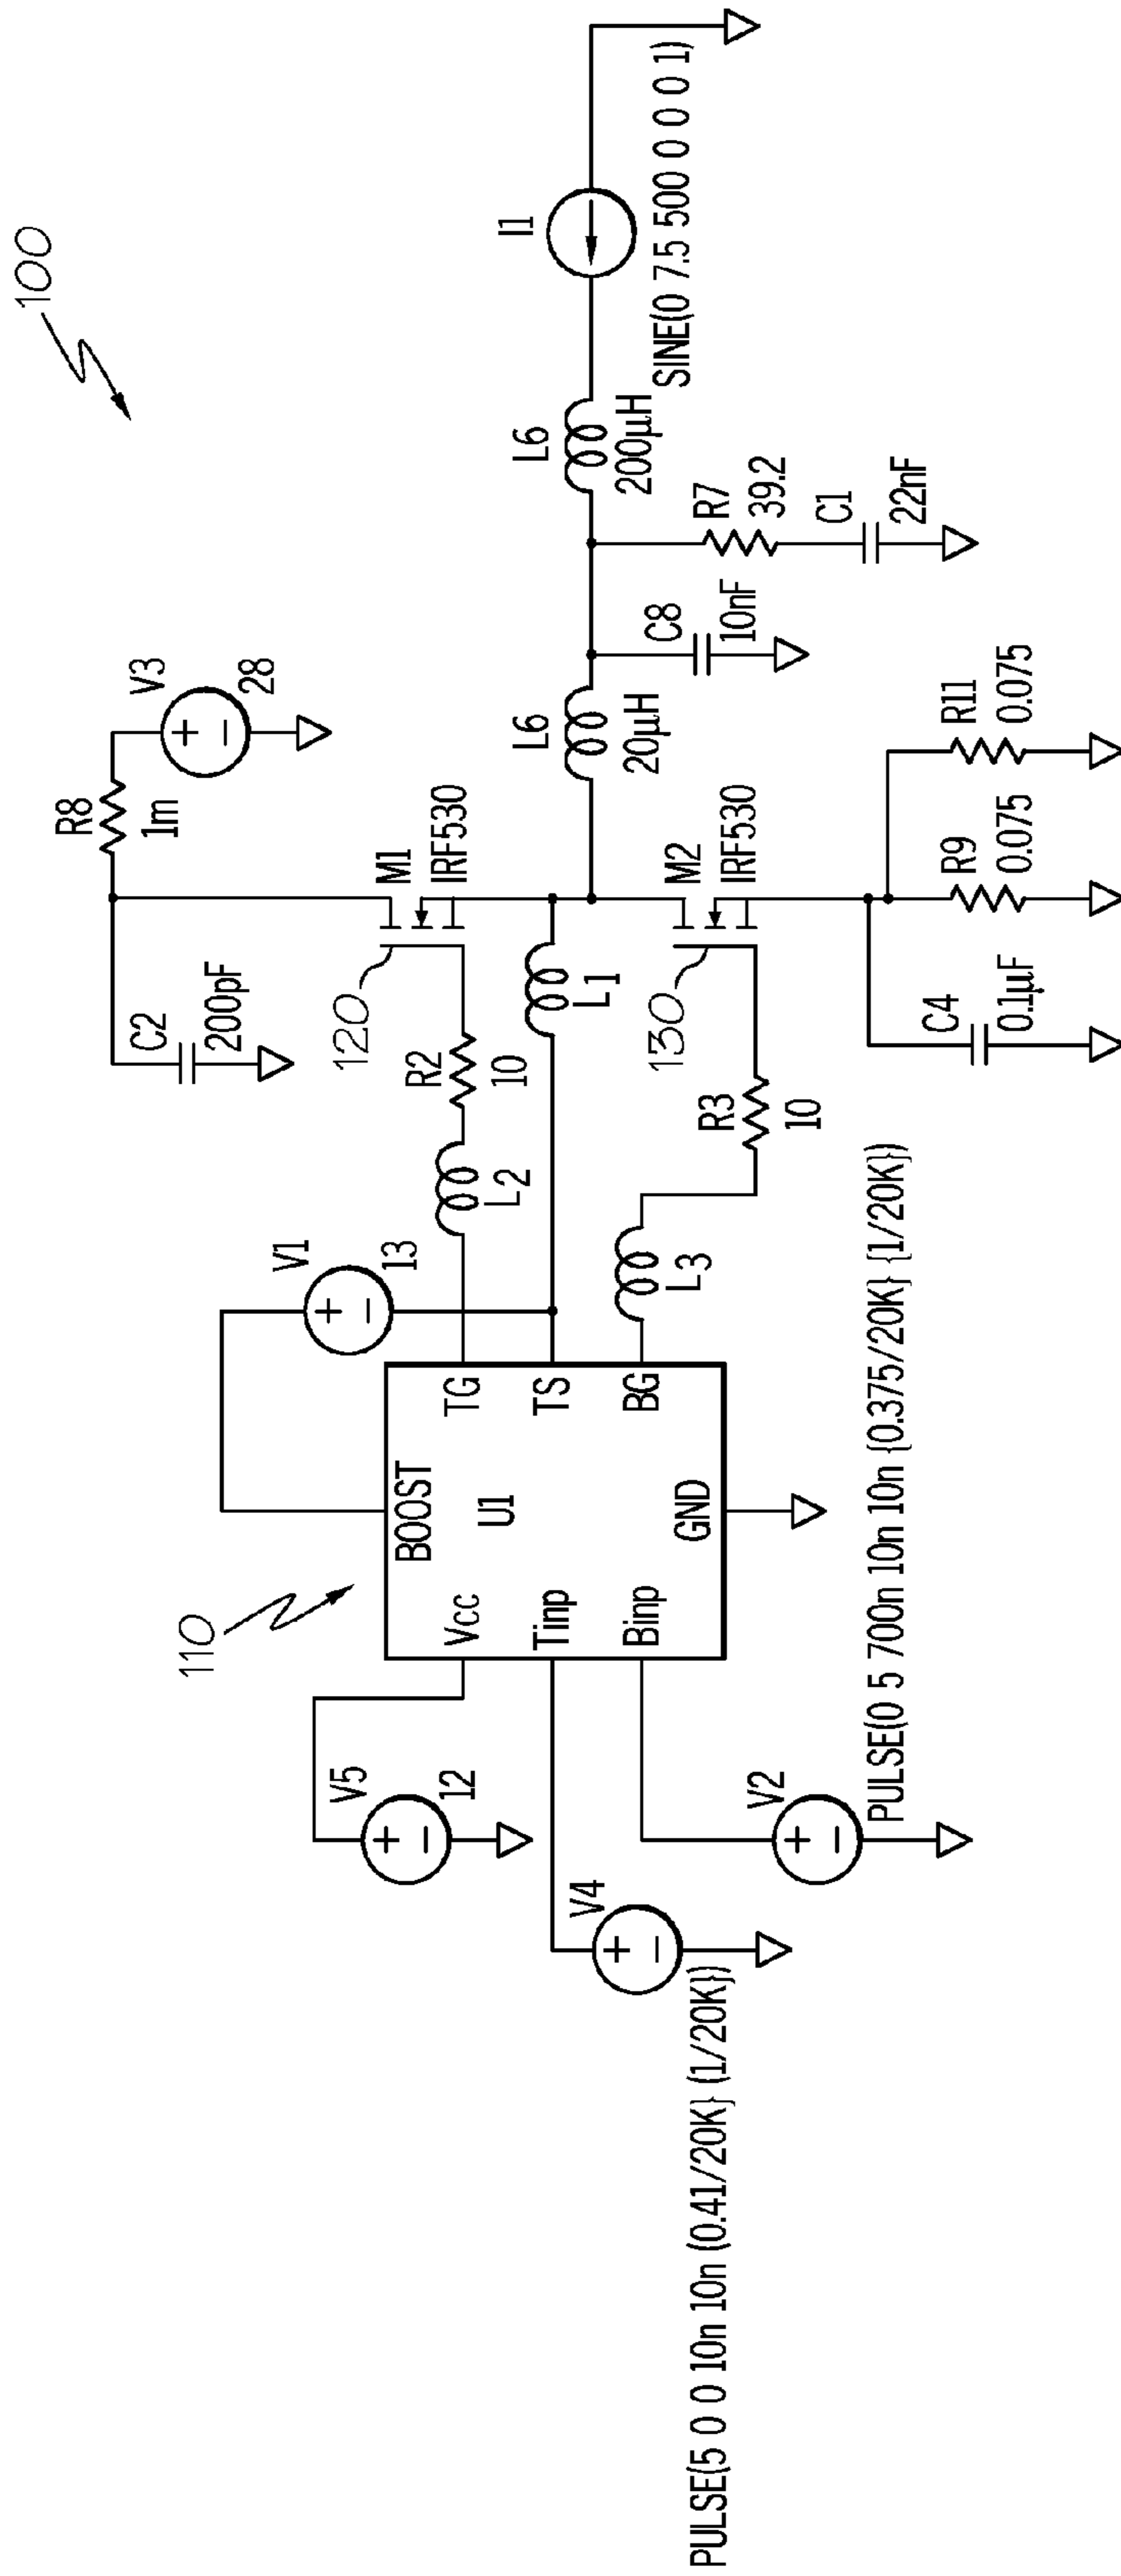 100
V3
28
R8
1m
C2
200pF
M1
IRF530
120
R2
10
L2
V1
13
L1
L6
20µH
L6
200µH
I1
SINE(0 7.5 500 0 0 0 1)
C8
10nF
R7
39.2
C1
22nF
M2
IRF530
130
R3
10
L3
C4
0.1µF
R9
0.075
R11
0.075
110
BOOST
U1
Vcc
Tinp
Binp
TG
TS
BG
GND
V5
12
V4
PULSE(5 0 0 10n 10n (0.41/20K} (1/20K})
V2
PULSE(0 5 700n 10n 10n {0.375/20K} {1/20K})